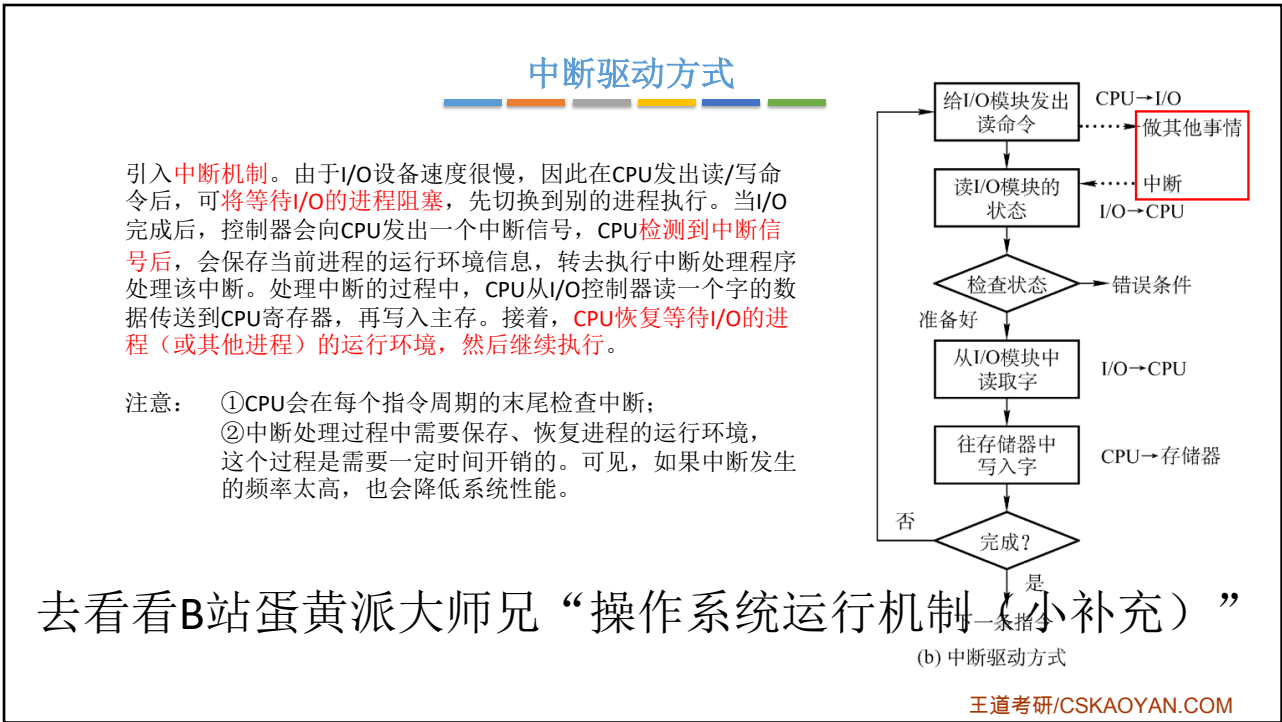 中断驱动方式
引入中断机制。由于I/O设备速度很慢，因此在CPU发出读/写命
令后，可将等待I/O的进程阻塞，先切换到别的进程执行。当I/O
完成后，控制器会向CPU发出一个中断信号，CPU检测到中断信
号后，会保存当前进程的运行环境信息，转去执行中断处理程序
处理该中断。处理中断的过程中，CPU从I/O控制器读一个字的数
据传送到CPU寄存器，再写入主存。接着，CPU恢复等待I/O的进
程（或其他进程）的运行环境，然后继续执行。
注意： ①CPU会在每个指令周期的末尾检查中断；
②中断处理过程中需要保存、恢复进程的运行环境，
这个过程是需要一定时间开销的。可见，如果中断发生
的频率太高，也会降低系统性能。
给I/O模块发出
读命令
CPU→I/O
做其他事情
读I/O模块的
状态
中断
I/O→CPU
检查状态
错误条件
准备好
从I/O模块中
读取字
I/O→CPU
往存储器中
写入字
CPU→存储器
否
完成?
是
下一条指令
去看看B站蛋黄派大师兄“操作系统运行机制（小补充）”
(b) 中断驱动方式
王道考研/CSKAOYAN.COM